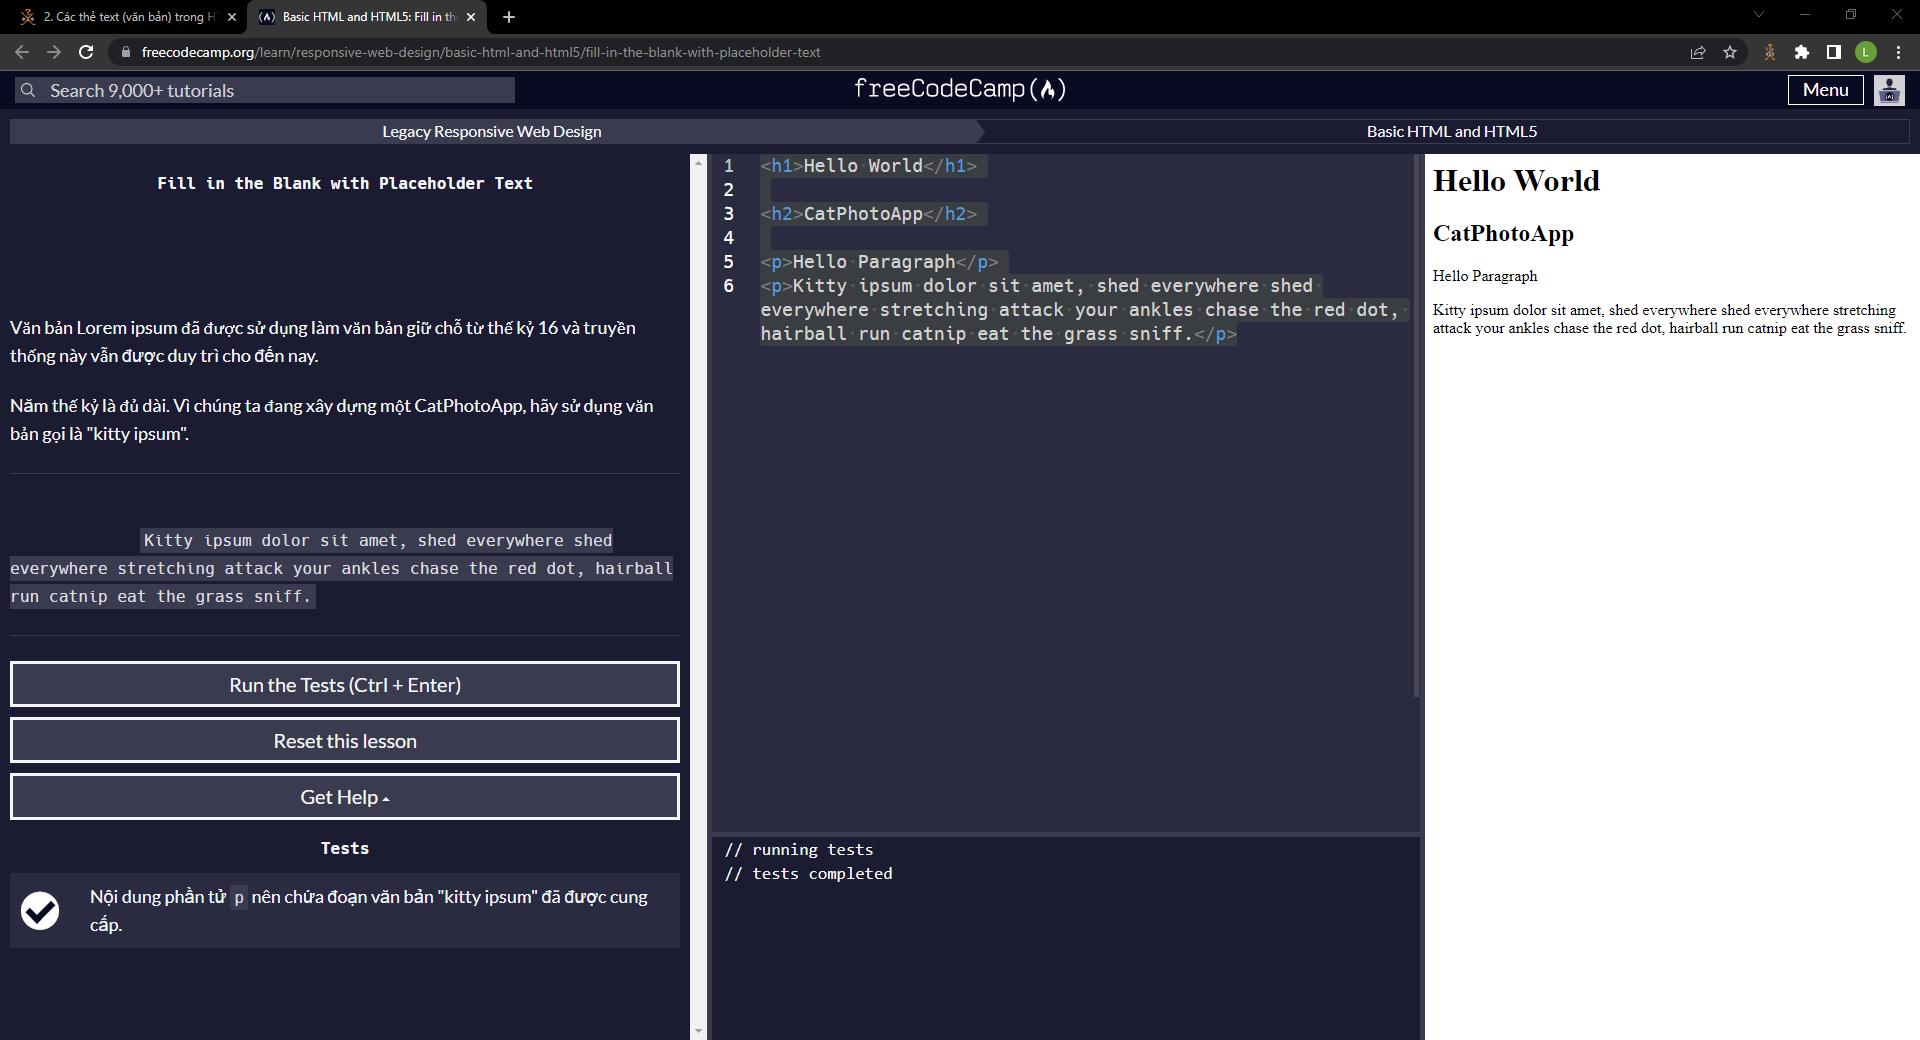 2. Các thẻ text (văn bản) trong H
Basic HTML and HTML5: Fill in th
freecodecamp.org/learn/responsive-web-design/basic-html-and-html5/fill-in-the-blank-with-placeholder-text
L
Search 9,000+ tutorials
freeCodeCamp
Menu
Legacy Responsive Web Design
Basic HTML and HTML5
Fill in the Blank with Placeholder Text
Văn bản Lorem ipsum đã được sử dụng làm văn bản giữ chỗ từ thế kỷ 16 và truyền
thống này vẫn được duy trì cho đến nay.
Năm thế kỷ là đủ dài. Vì chúng ta đang xây dựng một CatPhotoApp, hãy sử dụng văn
bản gọi là "kitty ipsum".
Kitty ipsum dolor sit amet, shed everywhere shed
everywhere stretching attack your ankles chase the red dot, hairball
run catnip eat the grass sniff.
Run the Tests (Ctrl + Enter)
Reset this lesson
Get Help
Tests
Nội dung phần tử p nên chứa đoạn văn bản "kitty ipsum" đã được cung
cấp.
1 <h1>Hello World</h1>
2
3 <h2>CatPhotoApp</h2>
4
5 <p>Hello Paragraph</p>
6 <p>Kitty ipsum dolor sit amet, shed everywhere shed
everywhere stretching attack your ankles chase the red dot,
hairball run catnip eat the grass sniff.</p>
// running tests
// tests completed
Hello World
CatPhotoApp
Hello Paragraph
Kitty ipsum dolor sit amet, shed everywhere shed everywhere stretching
attack your ankles chase the red dot, hairball run catnip eat the grass sniff.